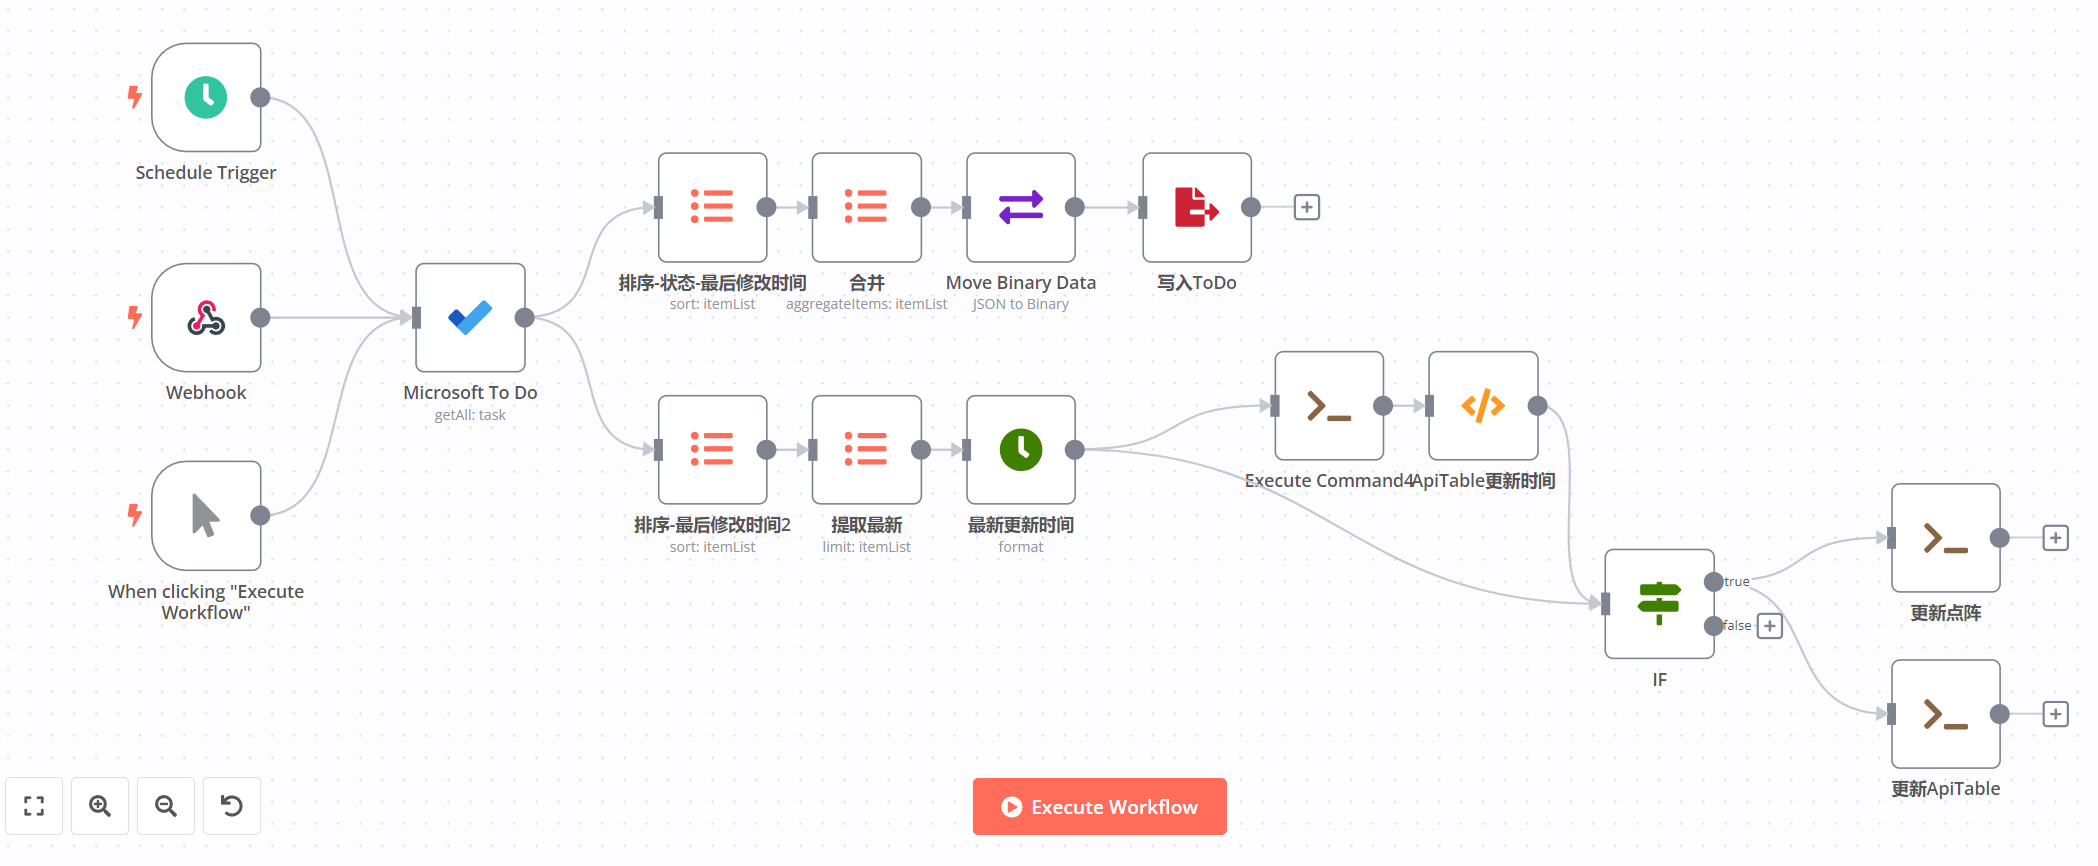 Schedule Trigger
Webhook
When clicking "Execute
Workflow"
Microsoft To Do
getAll: task
排序-状态-最后修改时间
sort: itemList
合并
aggregateItems: itemList
Move Binary Data
JSON to Binary
写入ToDo
排序-最后修改时间2
sort: itemList
提取最新
limit: itemList
最新更新时间
format
Execute Command4
ApiTable更新时间
IF
true
false
更新点阵
更新ApiTable
Execute Workflow